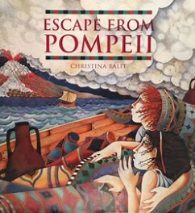 ESCAPE FROM
POMPEII
CHRISTINA BALIT